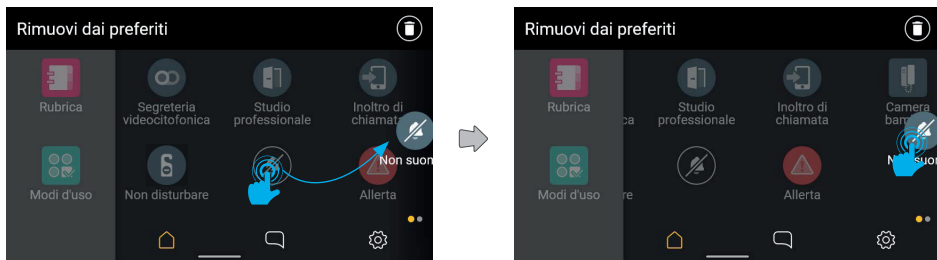 Rimuovi dai preferiti
Rubrica
Segreteria
videocitofonica
Studio
professionale
Inoltro di
chiamata
Non suon
Modi d'uso
Non disturbare
Allerta
Rimuovi dai preferiti
Rubrica
ca
Studio
professionale
Inoltro di
chiamata
Camera
Modi d'uso
re
Allerta